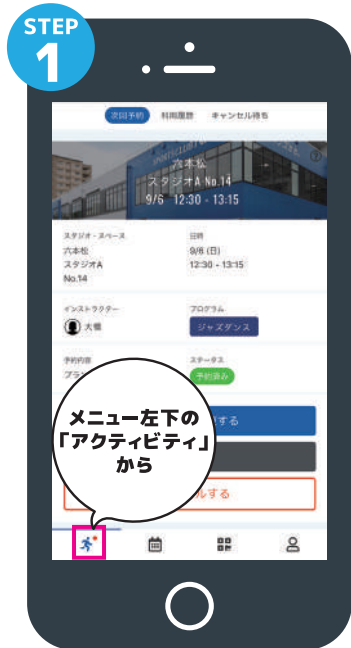 STEP
1
次回予約 利用履歴 キャンセル待ち
六本松
スタジオA No.14
9/6 12:30 - 13:15
スタジオ・スペース
六本松
スタジオA
No.14
日時
9/6 (日)
12:30 - 13:15
インストラクター
大橋
プログラム
ジャズダンス
予約内容
プラン
ステータス
予約済み
メニュー左下の
「アクティビティ」
から
する
ルする